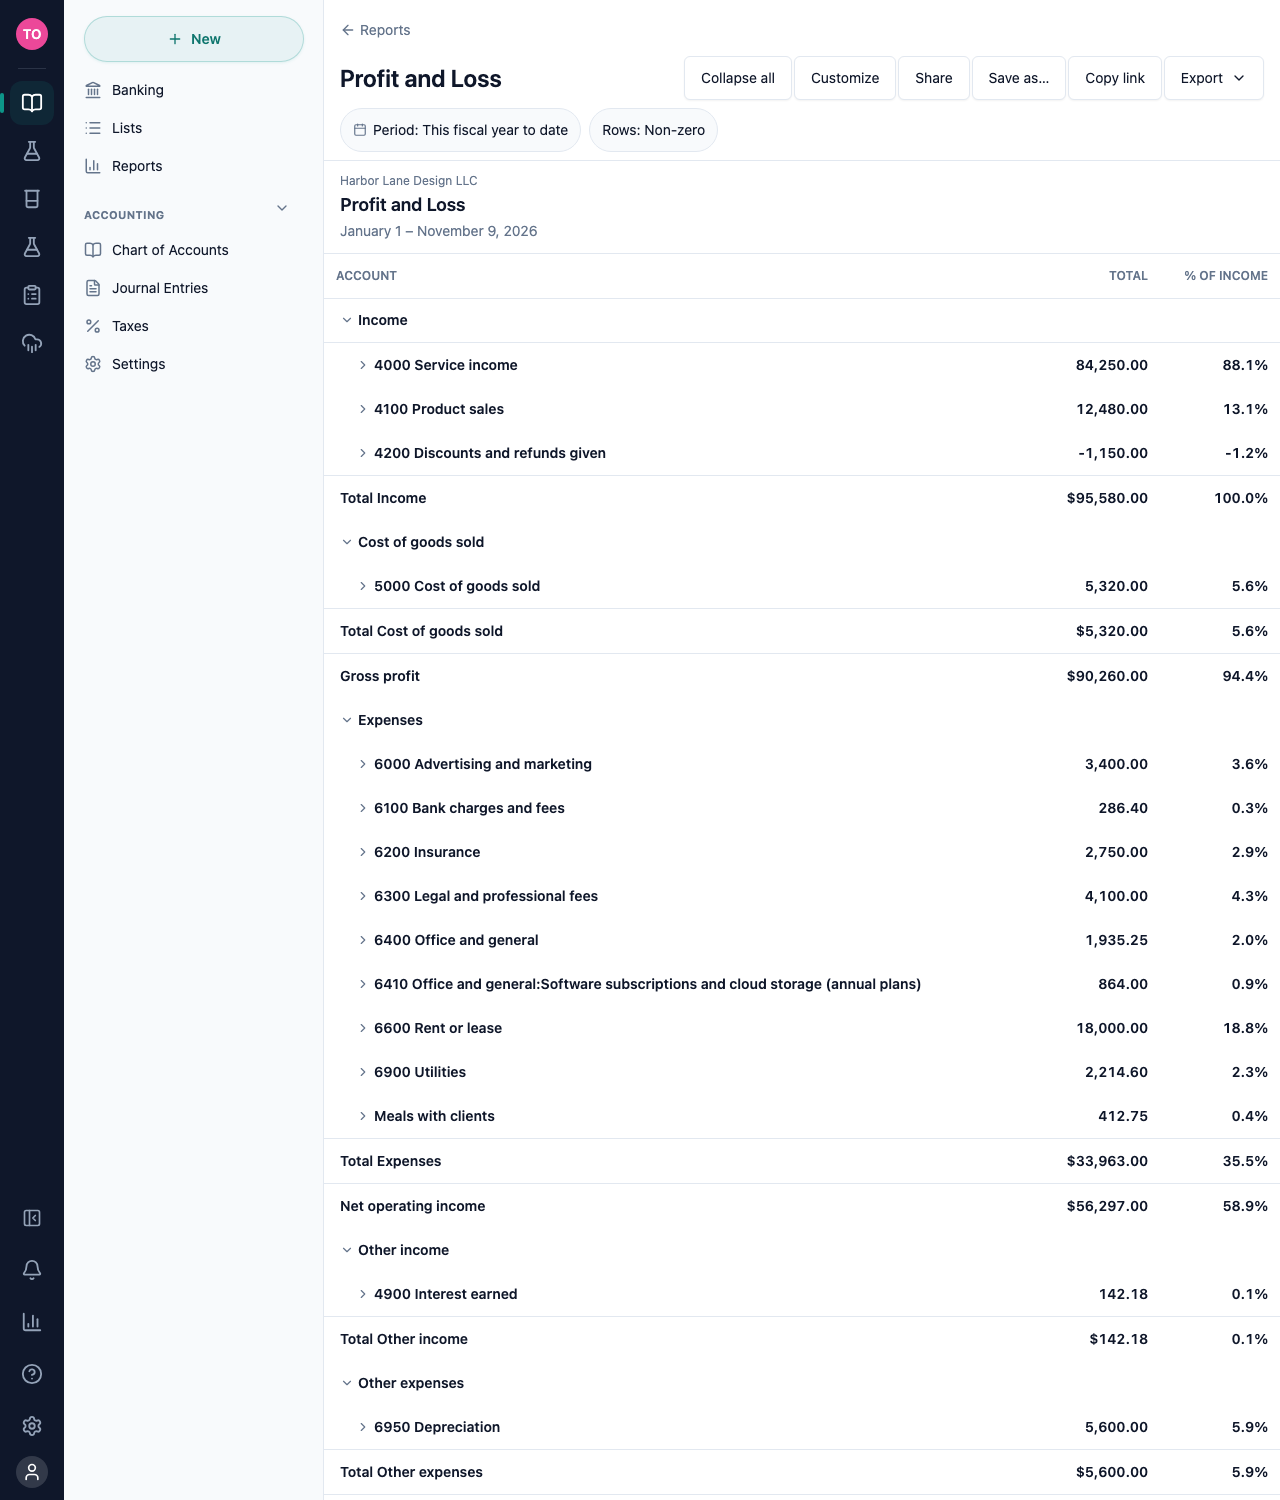 TO
New
Banking
Lists
Reports
ACCOUNTING
Chart of Accounts
Journal Entries
Taxes
Settings
Reports
Profit and Loss
Collapse all Customize Share Save as... Copy link Export
Period: This fiscal year to date Rows: Non-zero
Harbor Lane Design LLC
Profit and Loss
January 1 – November 9, 2026
ACCOUNT TOTAL % OF INCOME
Income
4000 Service income 84,250.00 88.1%
4100 Product sales 12,480.00 13.1%
4200 Discounts and refunds given -1,150.00 -1.2%
Total Income $95,580.00 100.0%
Cost of goods sold
5000 Cost of goods sold 5,320.00 5.6%
Total Cost of goods sold $5,320.00 5.6%
Gross profit $90,260.00 94.4%
Expenses
6000 Advertising and marketing 3,400.00 3.6%
6100 Bank charges and fees 286.40 0.3%
6200 Insurance 2,750.00 2.9%
6300 Legal and professional fees 4,100.00 4.3%
6400 Office and general 1,935.25 2.0%
6410 Office and general:Software subscriptions and cloud storage (annual plans) 864.00 0.9%
6600 Rent or lease 18,000.00 18.8%
6900 Utilities 2,214.60 2.3%
Meals with clients 412.75 0.4%
Total Expenses $33,963.00 35.5%
Net operating income $56,297.00 58.9%
Other income
4900 Interest earned 142.18 0.1%
Total Other income $142.18 0.1%
Other expenses
6950 Depreciation 5,600.00 5.9%
Total Other expenses $5,600.00 5.9%